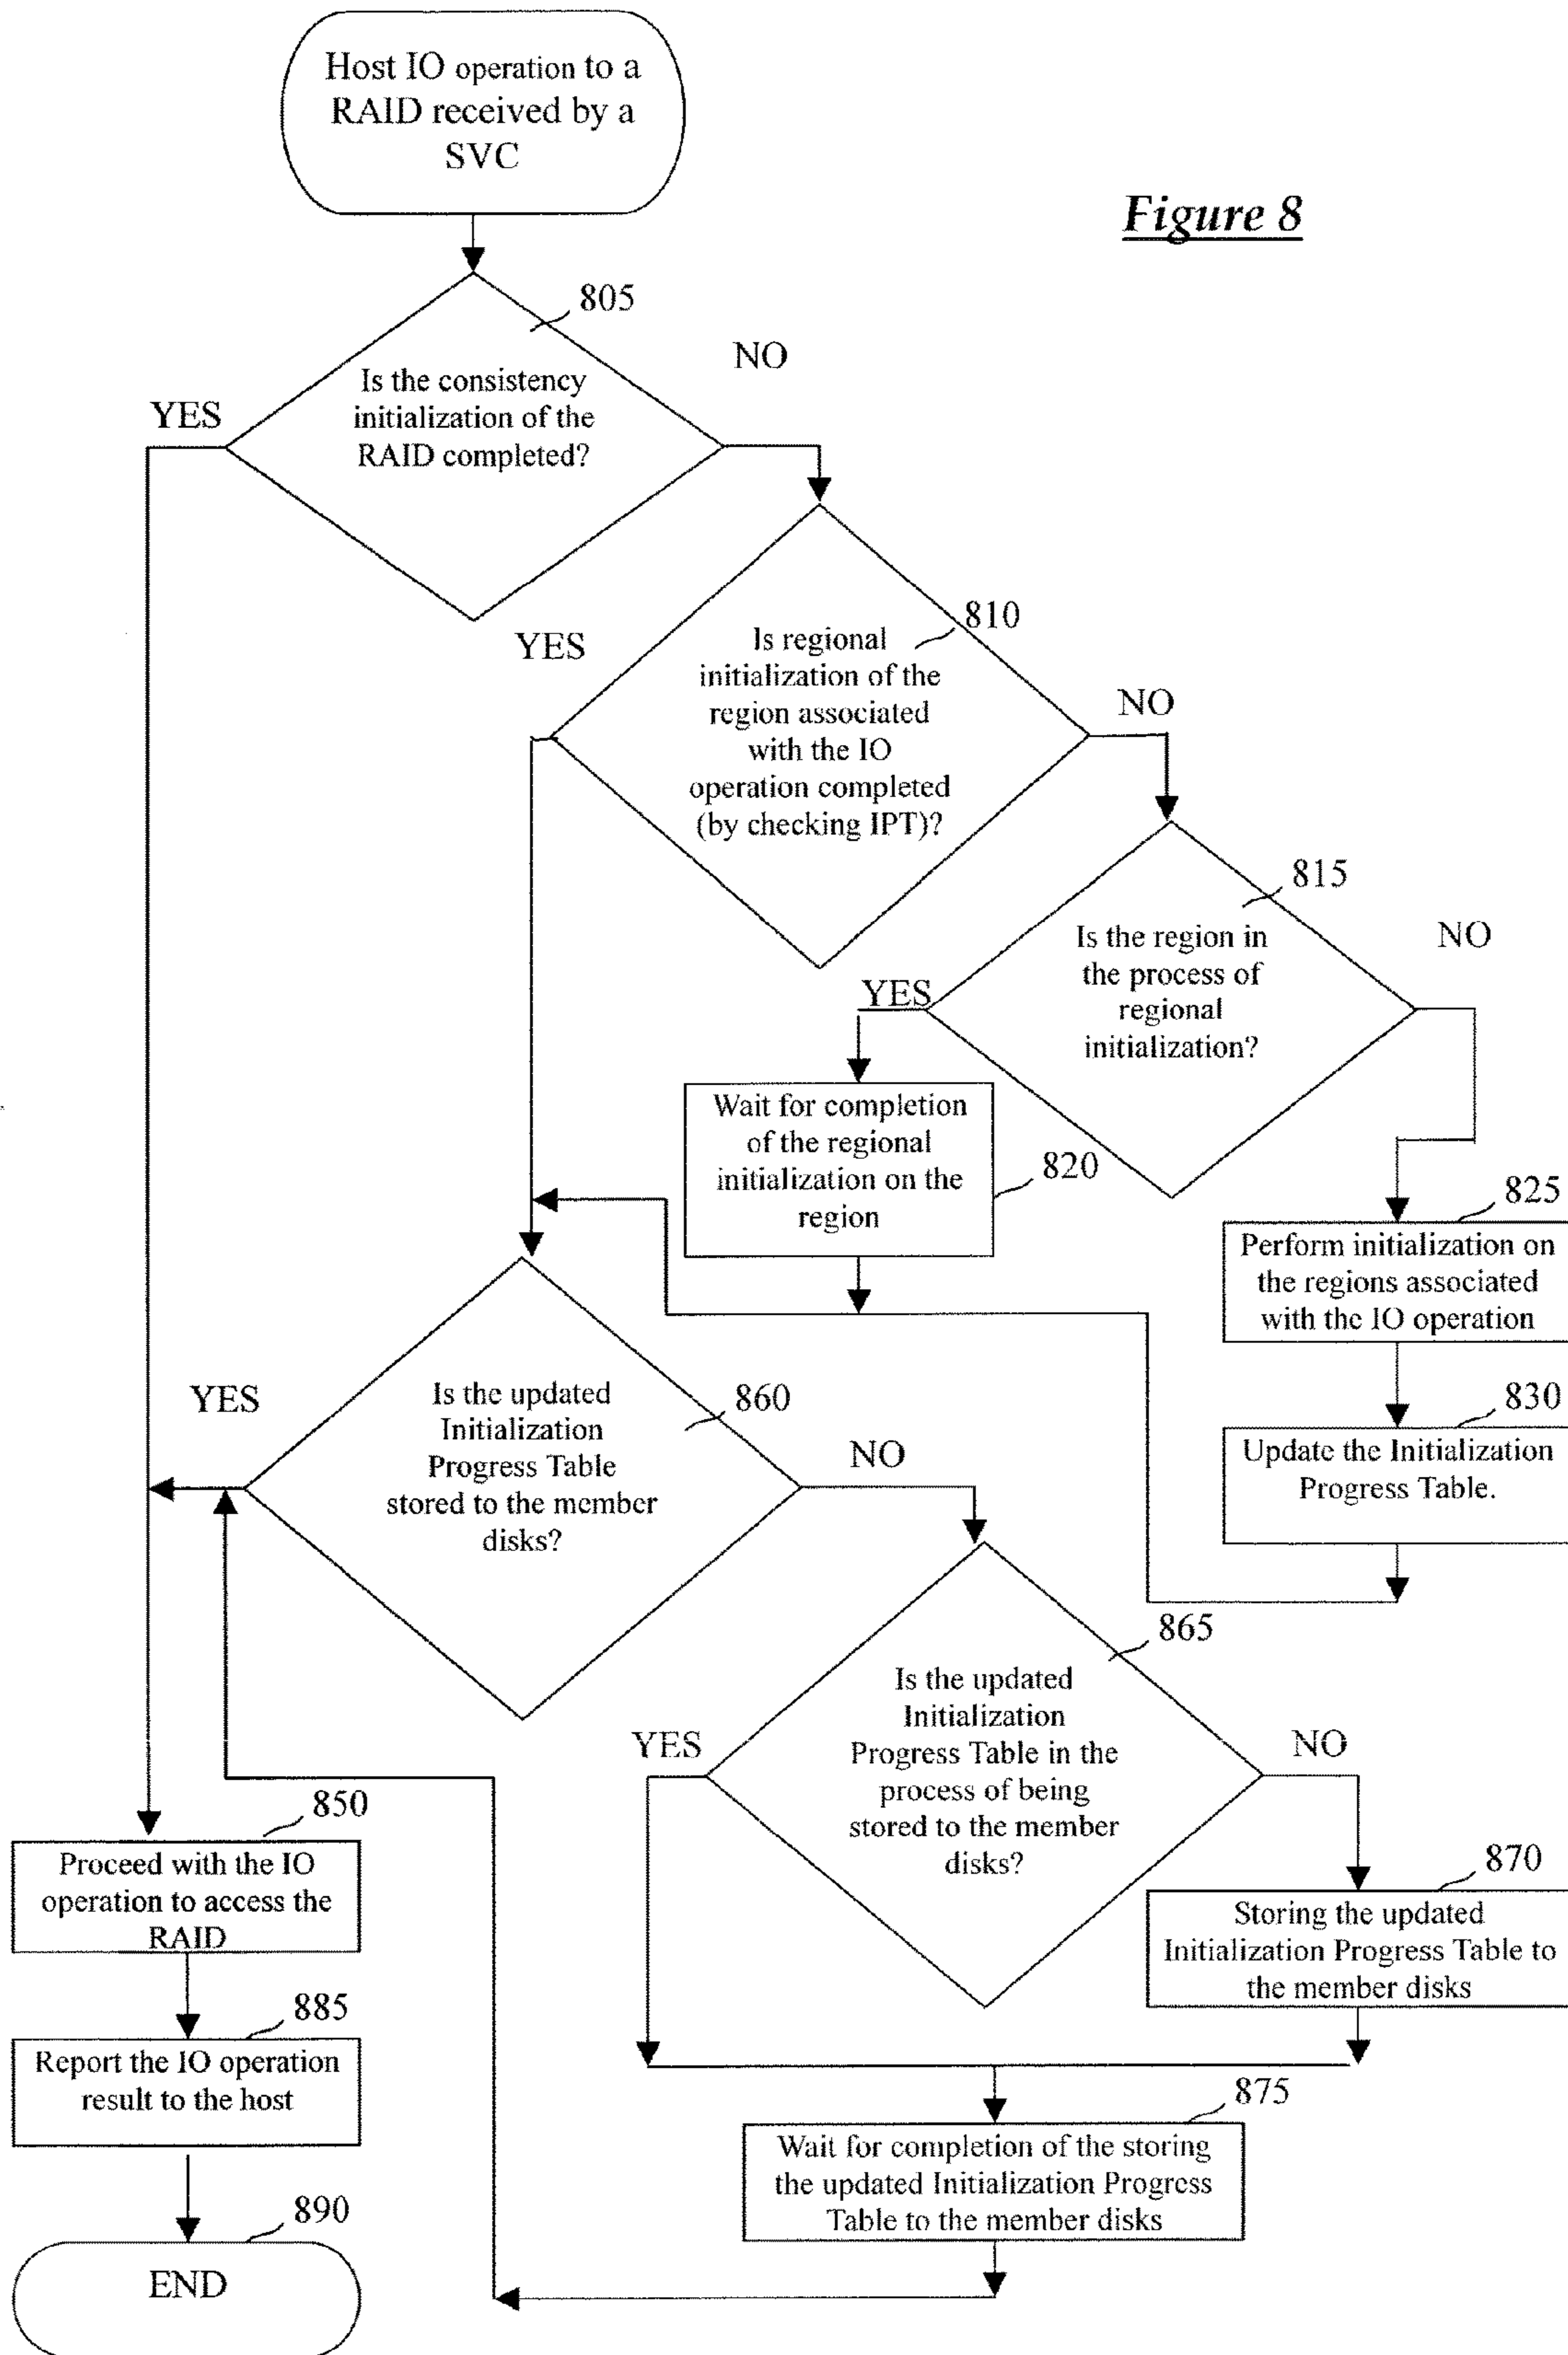 Host IO operation to a
RAID received by a
SVC
Figure 8
805
NO
Is the consistency
initialization of the
RAID completed?
YES
810
YES
Is regional
initialization of the
region associated
with the IO
operation completed
(by checking IPT)?
NO
815
NO
Is the region in
the process of
regional
initialization?
YES
Wait for completion
of the regional
initialization on the
region
820
825
Perform initialization on
the regions associated
with the IO operation
830
Update the Initialization
Progress Table.
YES
Is the updated
Initialization
Progress Table
stored to the member
disks?
860
NO
865
Is the updated
Initialization
Progress Table in the
process of being
stored to the member
disks?
YES
NO
850
Proceed with the IO
operation to access the
RAID
870
Storing the updated
Initialization Progress Table to
the member disks
885
Report the IO operation
result to the host
875
Wait for completion of the storing
the updated Initialization Progress
Table to the member disks
890
END